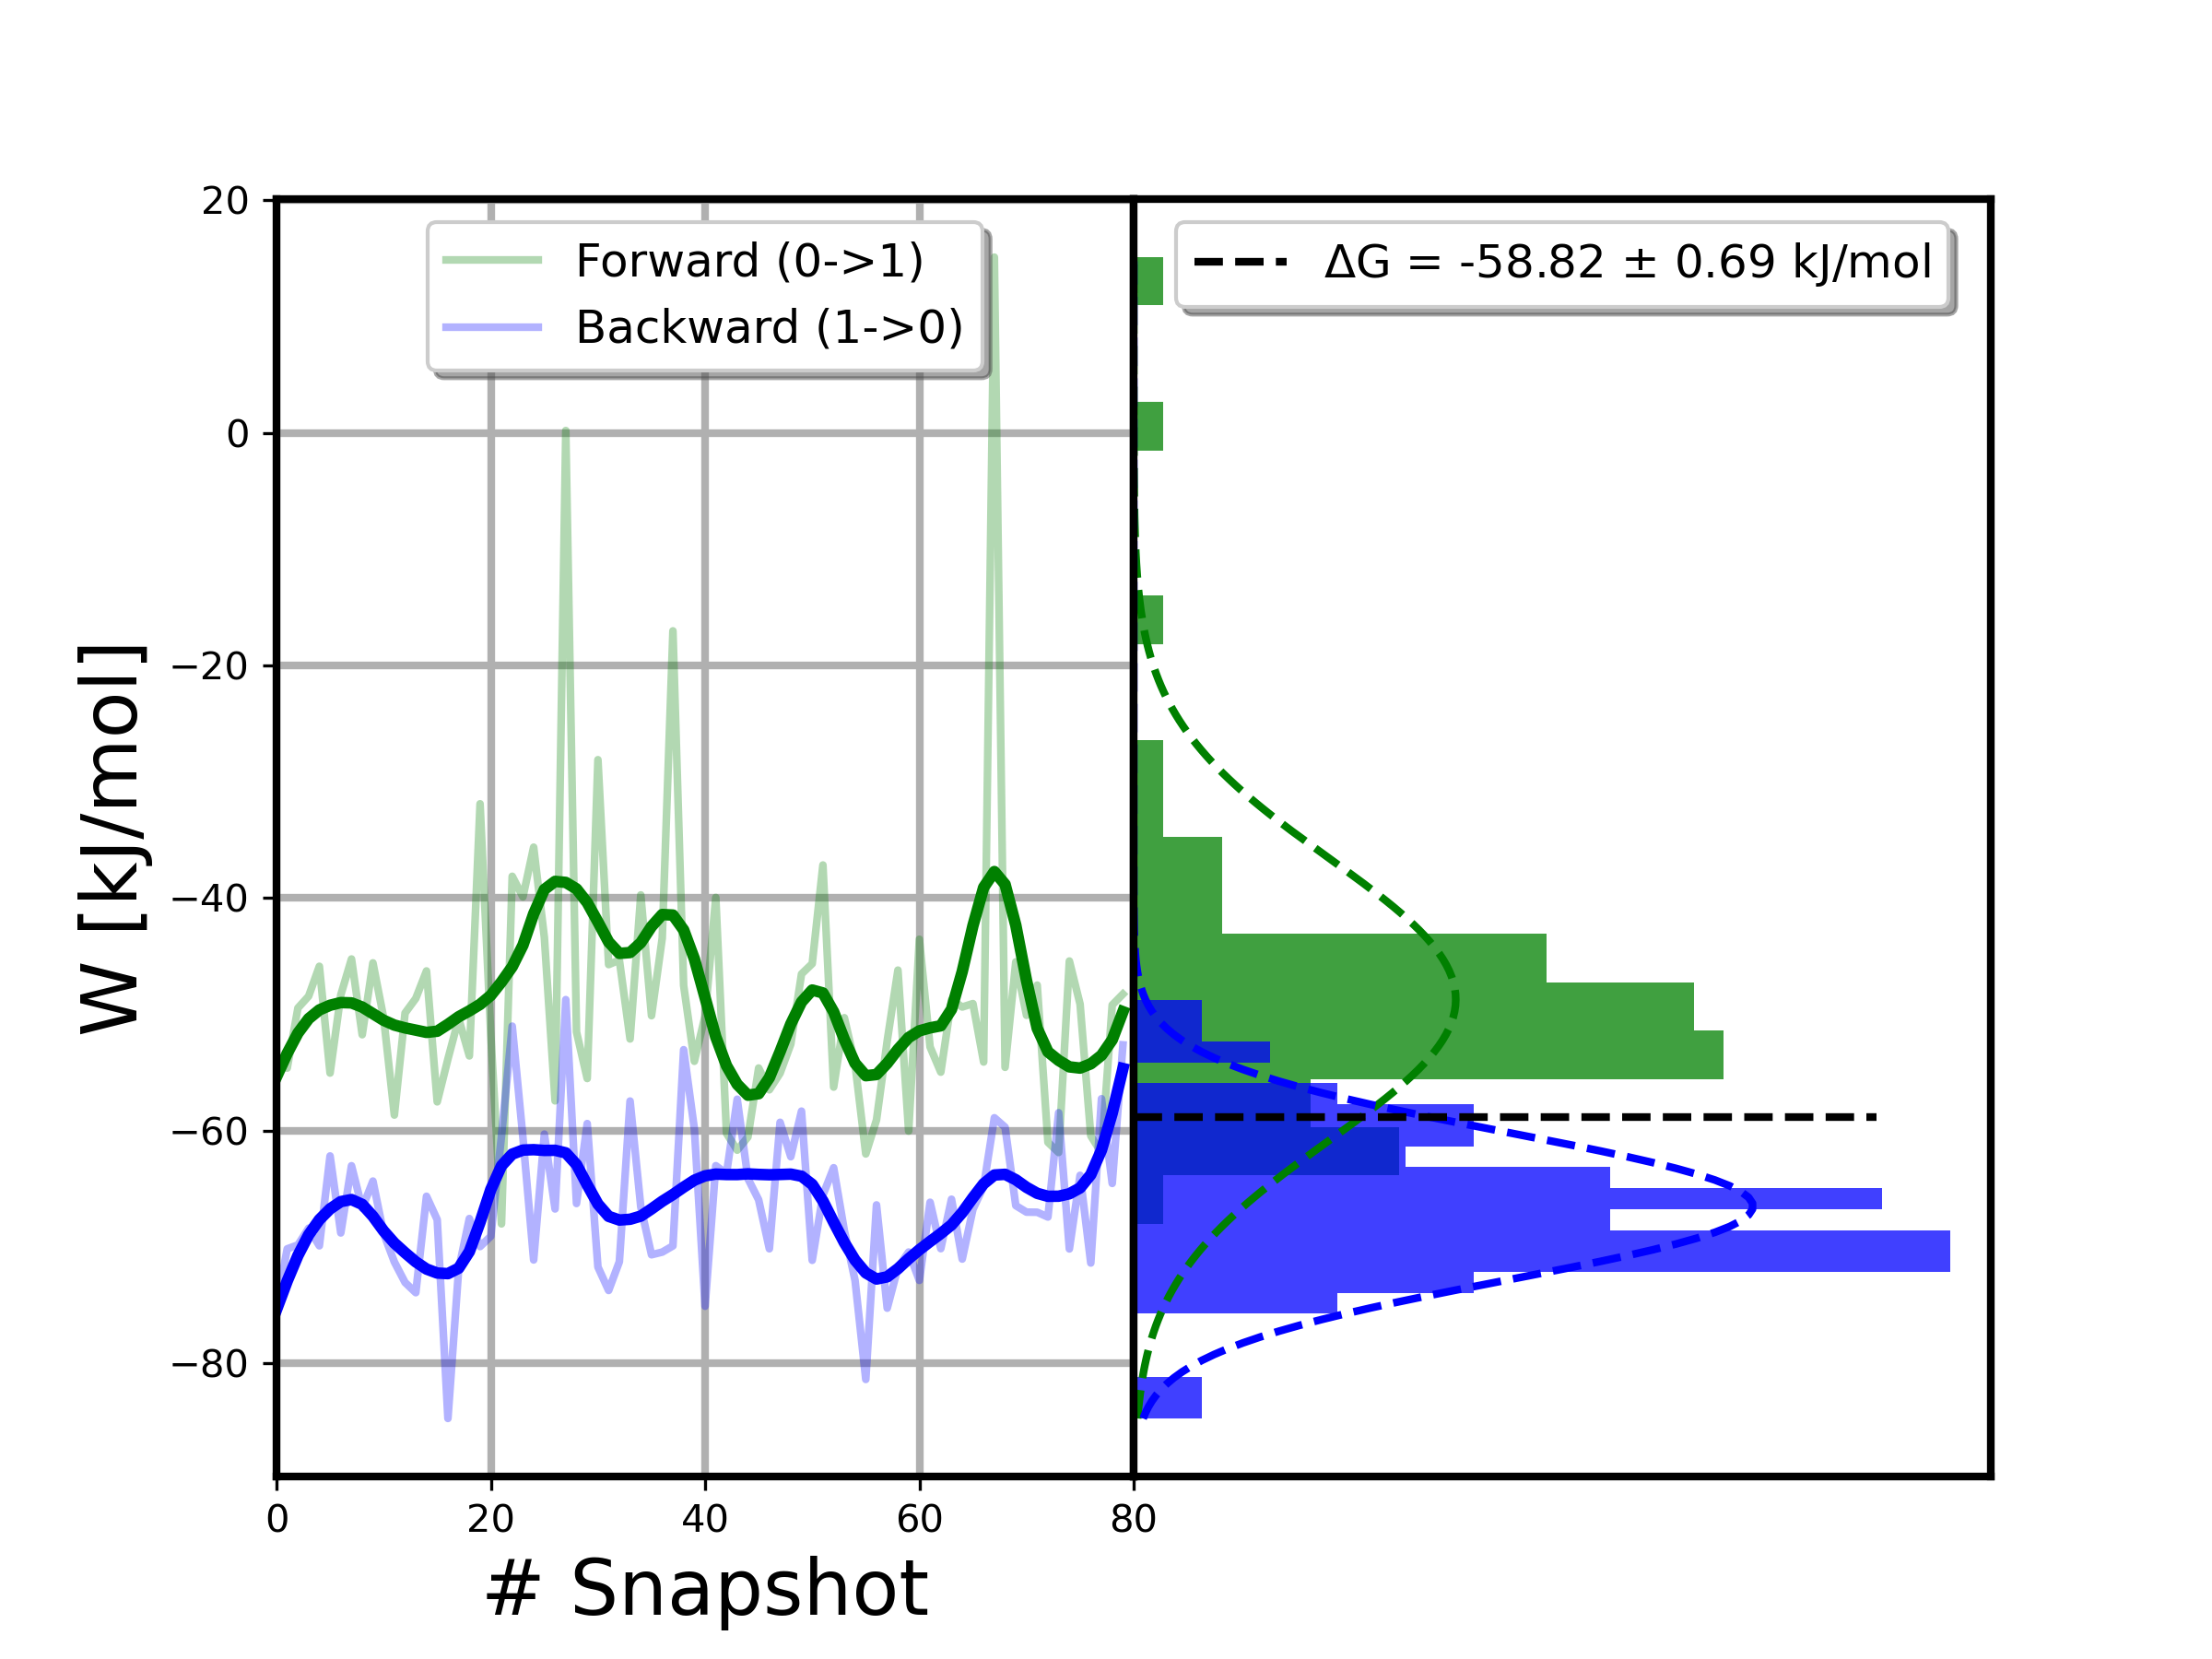 Forward (0->1)
Backward (1->0)
ΔG = -58.82 ± 0.69 kJ/mol
W [kJ/mol]
20
0
−20
−40
−60
−80
0
20
40
60
80
# Snapshot